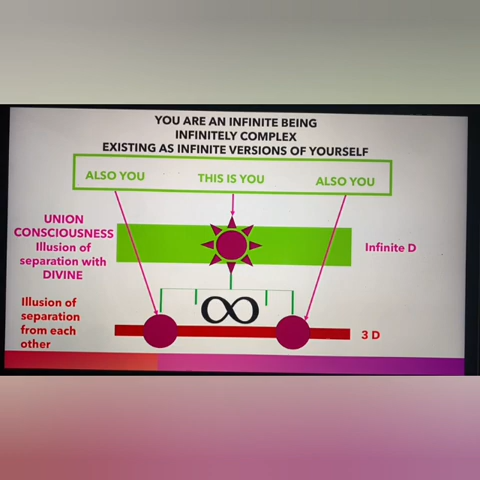 YOU ARE AN INFINITE BEING
INFINITELY COMPLEX
EXISTING AS INFINITE VERSIONS OF YOURSELF
ALSO YOU
THIS IS YOU
ALSO YOU
UNION
CONSCIOUSNESS
Illusion of
separation with
DIVINE
Infinite D
Illusion of
separation
from each
other
∞
3 D